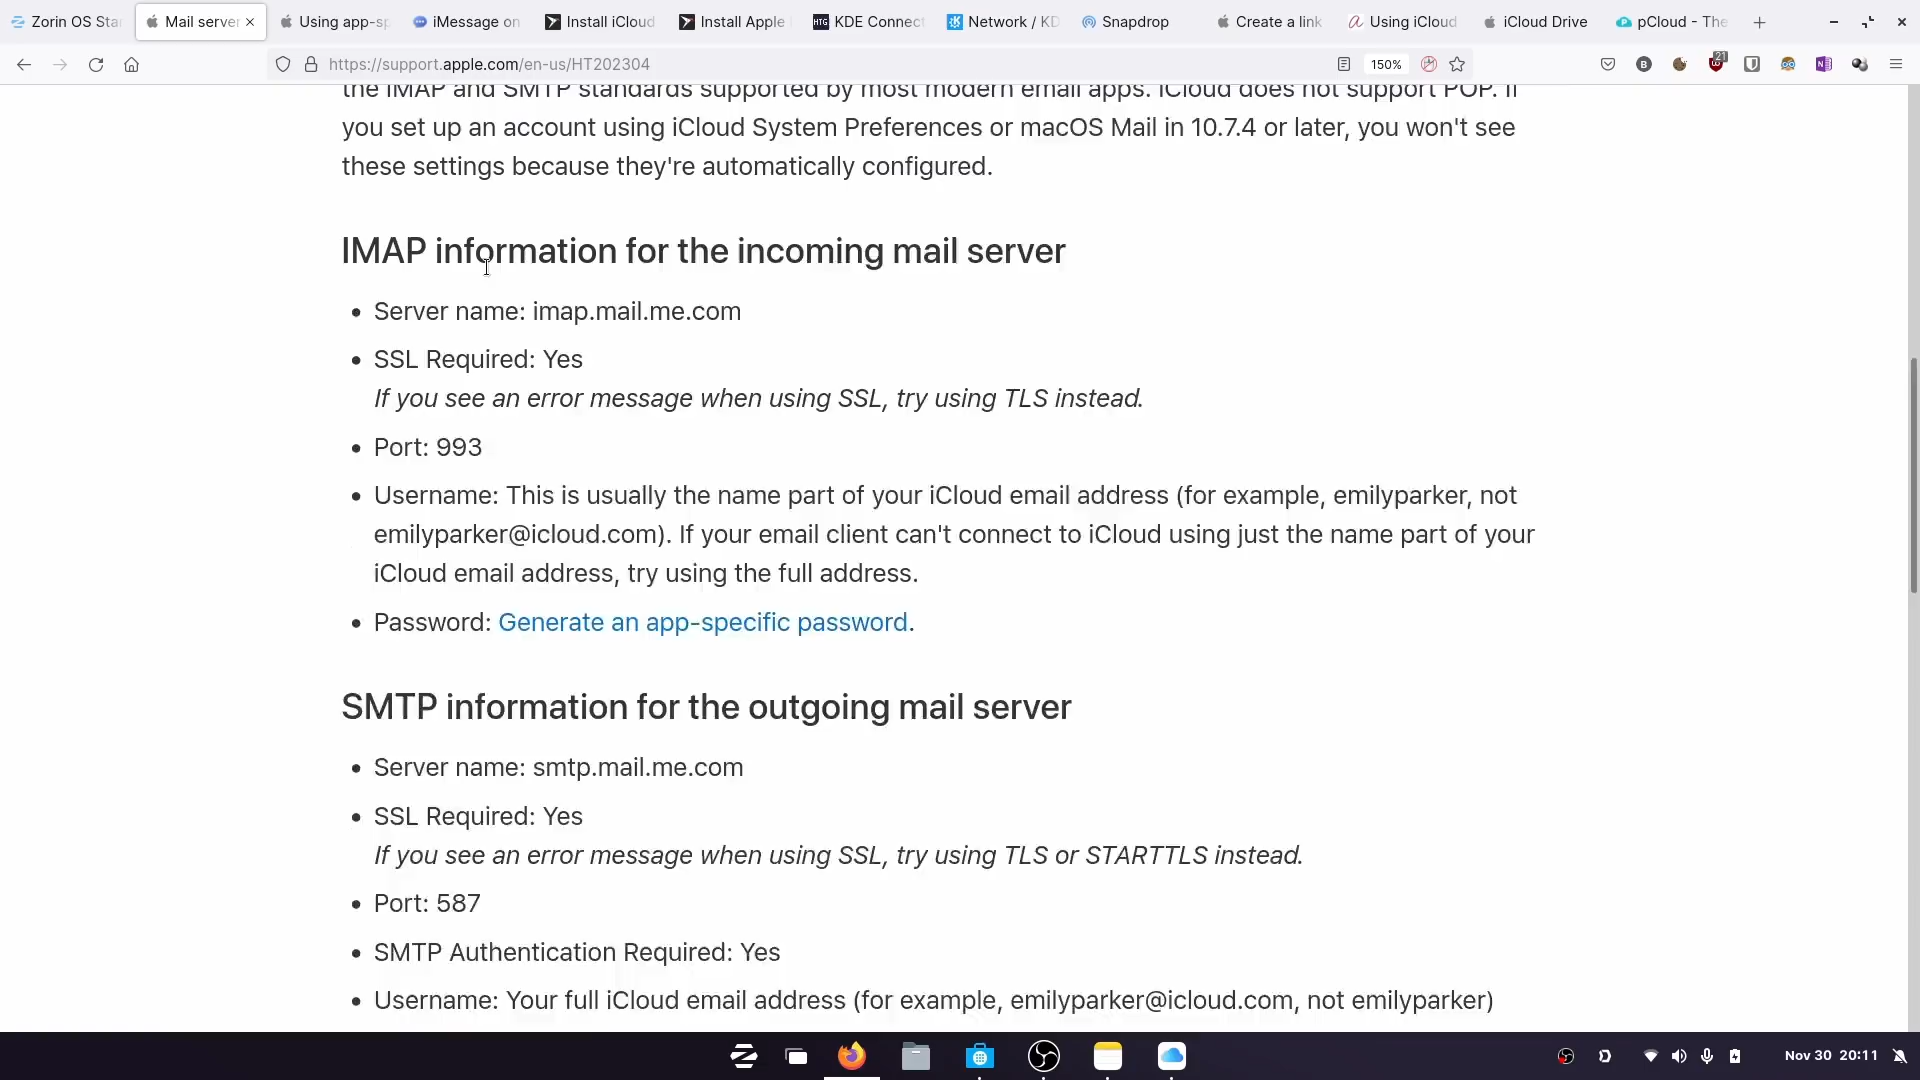 Zorin OS Sta
Mail server
Using app-sp
iMessage on
Install iCloud
Install Apple
KDE Connect
Network / KD
Snapdrop
Create a link
Using iCloud
iCloud Drive
pCloud - The
https://support.apple.com/en-us/HT202304
150%
21
the IMAP and SMTP standards supported by most modern email apps. iCloud does not support POP. If
you set up an account using iCloud System Preferences or macOS Mail in 10.7.4 or later, you won't see
these settings because they're automatically configured.
IMAP information for the incoming mail server
• Server name: imap.mail.me.com
• SSL Required: Yes
If you see an error message when using SSL, try using TLS instead.
• Port: 993
• Username: This is usually the name part of your iCloud email address (for example, emilyparker, not
emilyparker@icloud.com). If your email client can't connect to iCloud using just the name part of your
iCloud email address, try using the full address.
• Password: Generate an app-specific password.
SMTP information for the outgoing mail server
• Server name: smtp.mail.me.com
• SSL Required: Yes
If you see an error message when using SSL, try using TLS or STARTTLS instead.
• Port: 587
• SMTP Authentication Required: Yes
• Username: Your full iCloud email address (for example, emilyparker@icloud.com, not emilyparker)
Nov 30 20:11